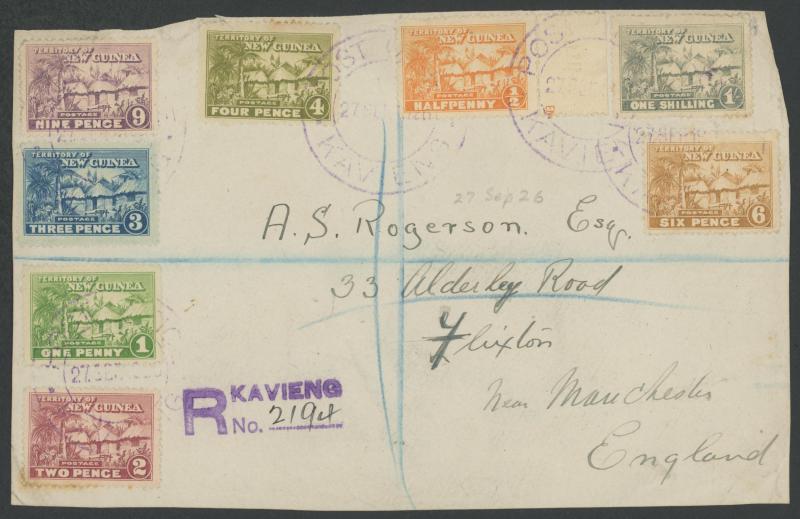 TERRITORY OF
NEW GUINEA
POSTAGE
NINE PENCE 9
TERRITORY OF
NEW GUINEA
POSTAGE
FOUR PENCE 4
TERRITORY OF
NEW GUINEA
POSTAGE
HALFPENNY 1/2
TERRITORY OF
NEW GUINEA
POSTAGE
ONE SHILLING 1/-
POST
KAVIENG
POST
KAVIENG
TERRITORY OF
NEW GUINEA
POSTAGE
THREE PENCE 3
TERRITORY OF
NEW GUINEA
POSTAGE
SIX PENCE 6
27 Sep 26
A.S. Rogerson. Esq.
33 Alderley Road
Flixton
Near Manchester
England
TERRITORY OF
NEW GUINEA
POSTAGE
ONE PENNY 1
TERRITORY OF
NEW GUINEA
POSTAGE
TWO PENCE 2
R KAVIENG
No. 2194